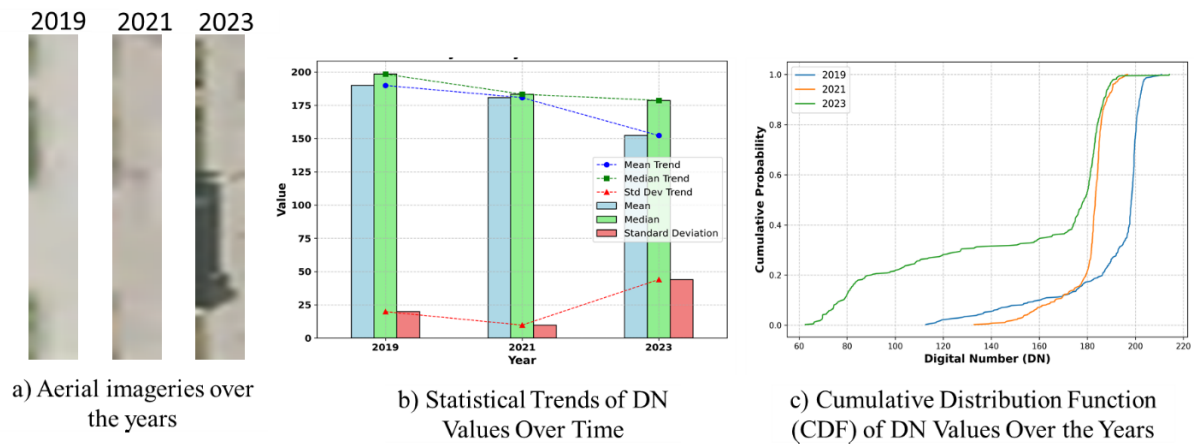 2019 2021 2023
a) Aerial imageries over
the years
200
175
150
125
100
75
50
25
0
Value
2019 2021 2023
Year
Mean Trend
Median Trend
Std Dev Trend
Mean
Median
Standard Deviation
b) Statistical Trends of DN
Values Over Time
1.0
0.8
0.6
0.4
0.2
0.0
Cumulative Probability
60 80 100 120 140 160 180 200 220
Digital Number (DN)
2019
2021
2023
c) Cumulative Distribution Function
(CDF) of DN Values Over the Years